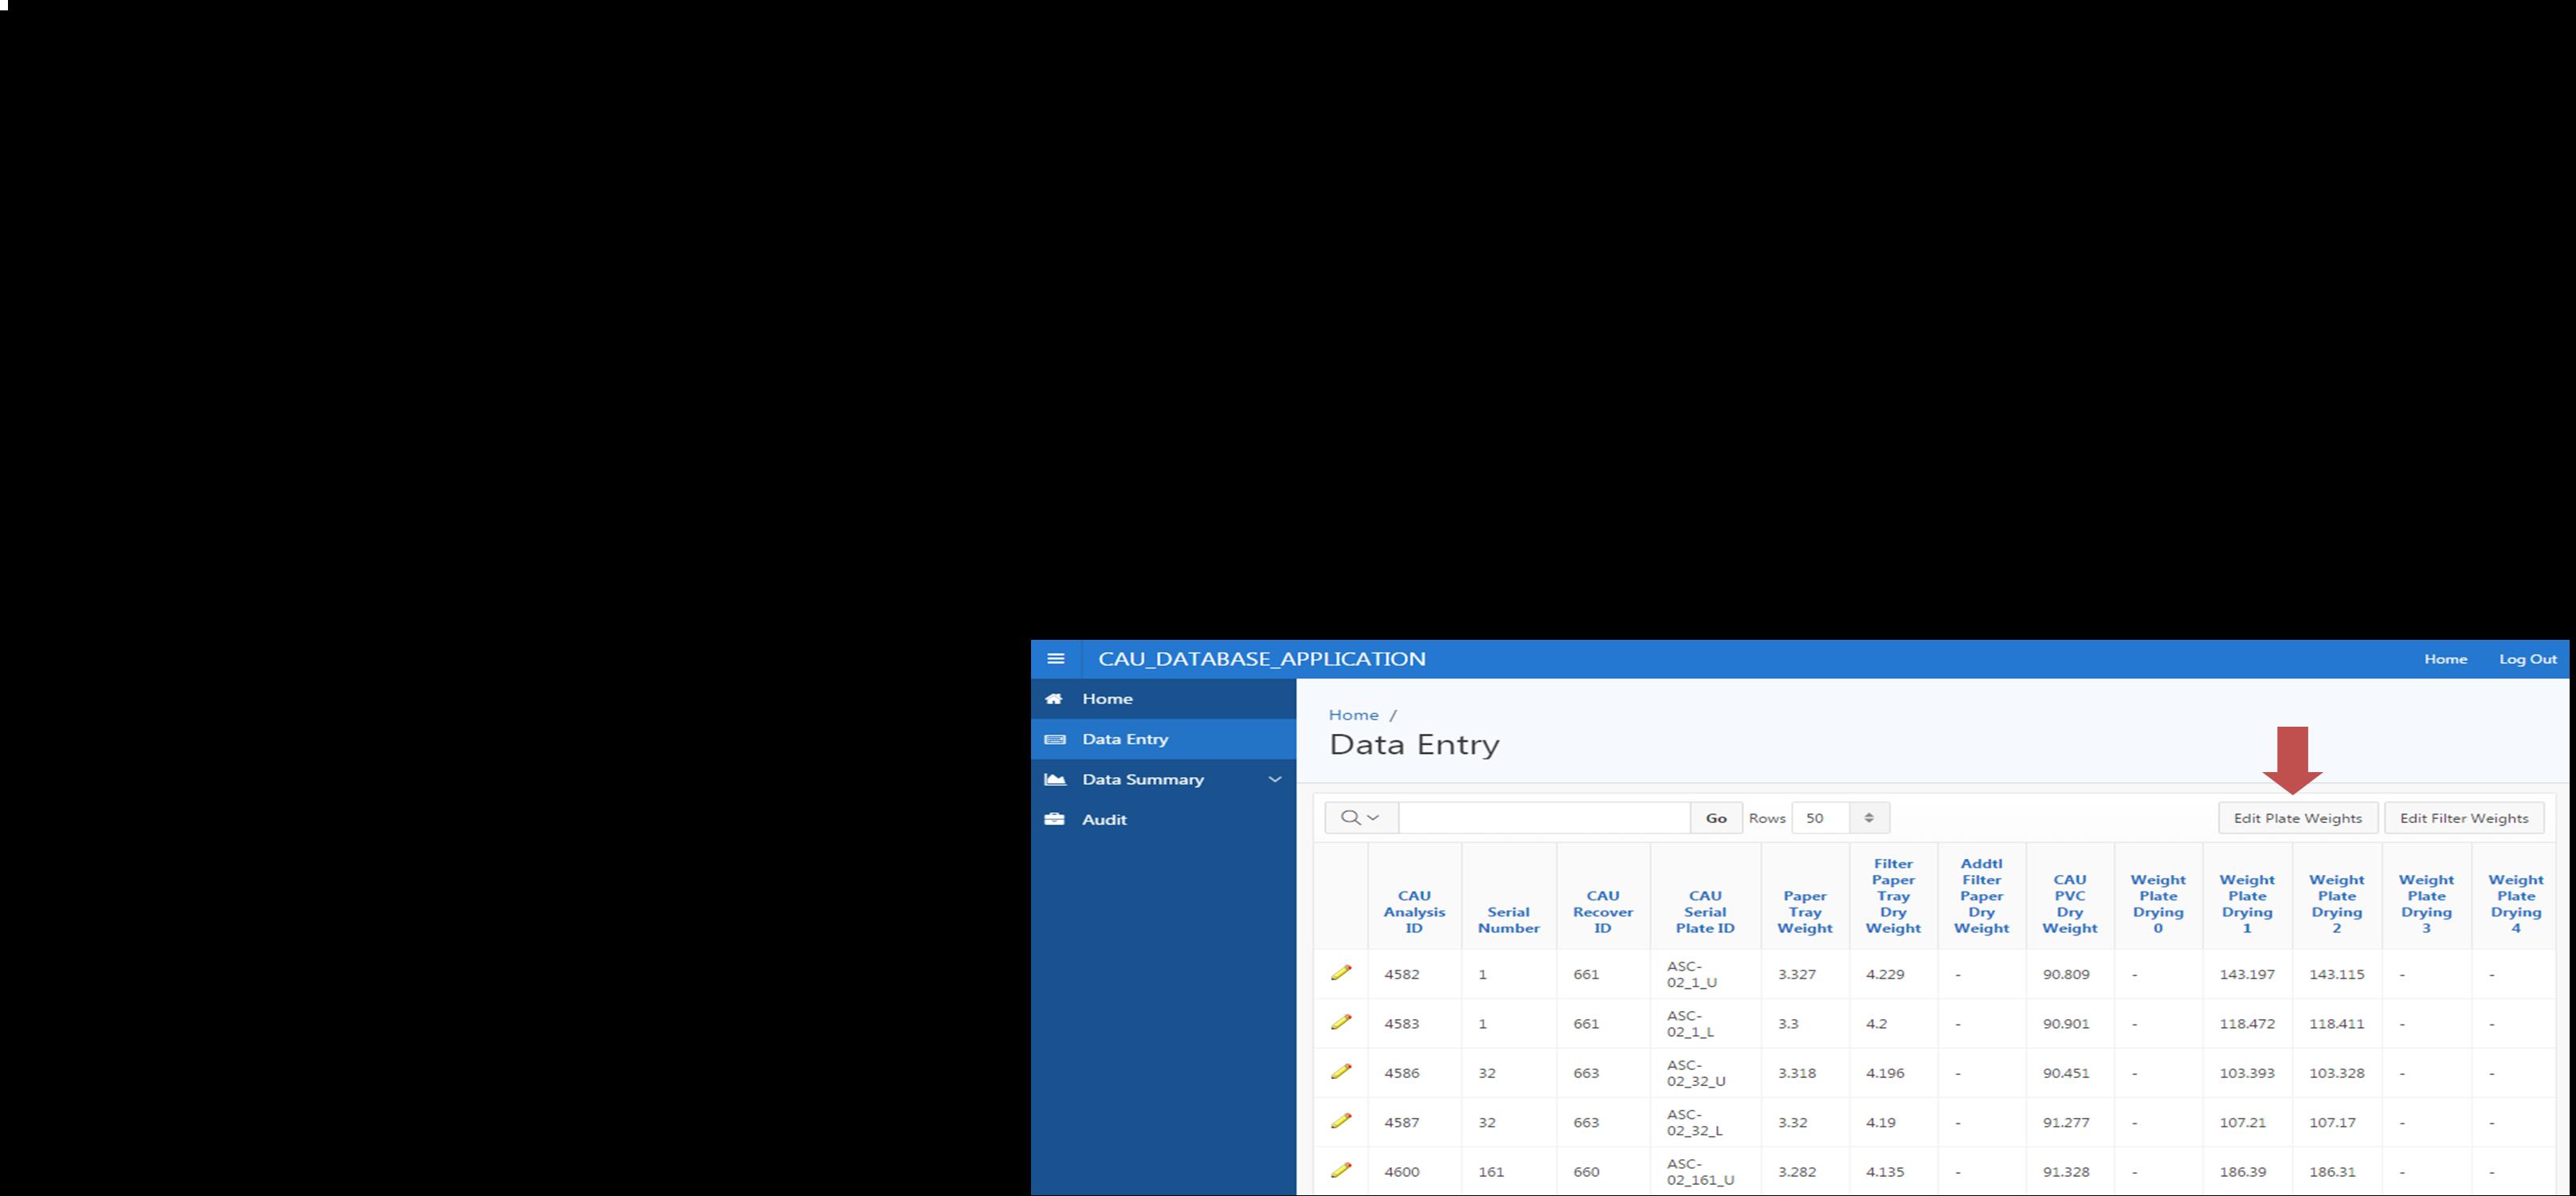 CAU_DATABASE_APPLICATION Home Log Out
Home
Data Entry
Data Summary
Audit
Home /
Data Entry
Go Rows 50 Edit Plate Weights Edit Filter Weights
CAU Analysis ID Serial Number CAU Recover ID CAU Serial Plate ID Paper Tray Weight Filter Paper Tray Dry Weight Addtl Filter Paper Dry Weight CAU PVC Dry Weight Weight Plate Drying 0 Weight Plate Drying 1 Weight Plate Drying 2 Weight Plate Drying 3 Weight Plate Drying 4
4582 1 661 ASC-02_1_U 3.327 4.229 - 90.809 - 143.197 143.115 - -
4583 1 661 ASC-02_1_L 3.3 4.2 - 90.901 - 118.472 118.411 - -
4586 32 663 ASC-02_32_U 3.318 4.196 - 90.451 - 103.393 103.328 - -
4587 32 663 ASC-02_32_L 3.32 4.19 - 91.277 - 107.21 107.17 - -
4600 161 660 ASC-02_161_U 3.282 4.135 - 91.328 - 186.39 186.31 - -